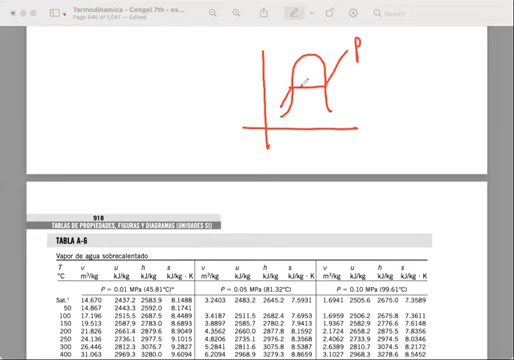 Termodinamica - Cengel 7th - es...
Page 946 of 1,041 — Edited
Search
P
918
TABLAS DE PROPIEDADES, FIGURAS Y DIAGRAMAS (UNIDADES SI)
TABLA A-6
Vapor de agua sobrecalentado
T v u h s v u h s v u h s
°C m³/kg kJ/kg kJ/kg kJ/kg · K m³/kg kJ/kg kJ/kg kJ/kg · K m³/kg kJ/kg kJ/kg kJ/kg · K
P = 0.01 MPa (45.81°C)* P = 0.05 MPa (81.32°C) P = 0.10 MPa (99.61°C)
Sat.¹ 14.670 2437.2 2583.9 8.1488 3.2403 2483.2 2645.2 7.5931 1.6941 2505.6 2675.0 7.3589
50 14.867 2443.3 2592.0 8.1741
100 17.196 2515.5 2687.5 8.4489 3.4187 2511.5 2682.4 7.6953 1.6959 2506.2 2675.8 7.3611
150 19.513 2587.9 2783.0 8.6893 3.8897 2585.7 2780.2 7.9413 1.9367 2582.9 2776.6 7.6148
200 21.826 2661.4 2879.6 8.9049 4.3562 2660.0 2877.8 8.1592 2.1724 2658.2 2875.5 7.8356
250 24.136 2736.1 2977.5 9.1015 4.8206 2735.1 2976.2 8.3568 2.4062 2733.9 2974.5 8.0346
300 26.446 2812.3 3076.7 9.2827 5.2841 2811.6 3075.8 8.5387 2.6389 2810.7 3074.5 8.2172
400 31.063 2969.3 3280.0 9.6094 6.2094 2968.9 3279.3 8.8659 3.1027 2968.3 3278.6 8.5452